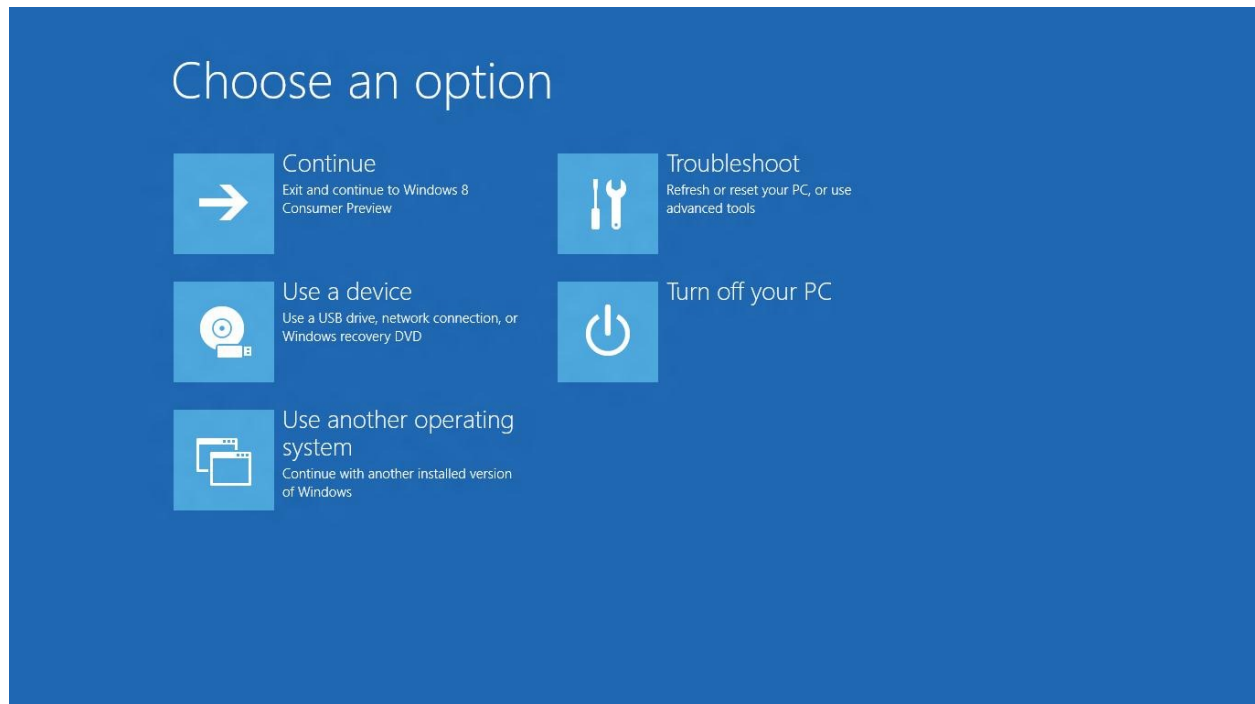 Choose an option
Continue
Exit and continue to Windows 8
Consumer Preview
Use a device
Use a USB drive, network connection, or
Windows recovery DVD
Use another operating
system
Continue with another installed version
of Windows
Troubleshoot
Refresh or reset your PC, or use
advanced tools
Turn off your PC